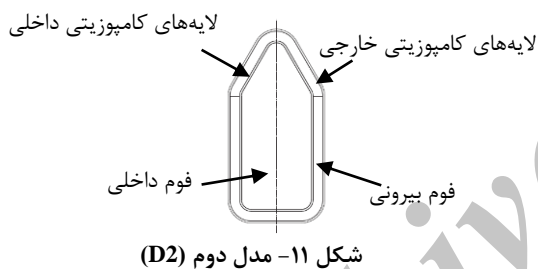 لایه‌های کامپوزیتی داخلی
لایه‌های کامپوزیتی خارجی
فوم داخلی
فوم بیرونی
شکل ۱۱- مدل دوم (D2)